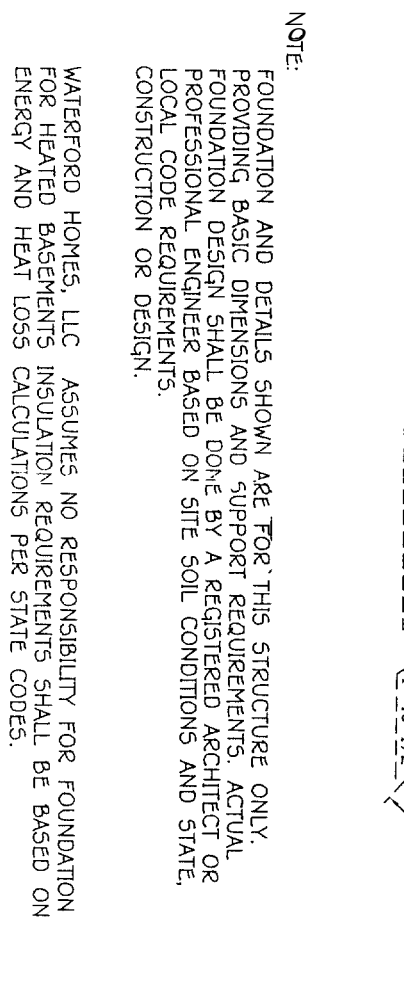 NOTE:
FOUNDATION AND DETAILS SHOWN ARE FOR THIS STRUCTURE ONLY.
PROVIDING BASIC DIMENSIONS AND SUPPORT REQUIREMENTS. ACTUAL
FOUNDATION DESIGN SHALL BE DONE BY A REGISTERED ARCHITECT OR
PROFESSIONAL ENGINEER BASED ON SITE SOIL CONDITIONS AND STATE,
LOCAL CODE REQUIREMENTS.
CONSTRUCTION OR DESIGN.
WATERFORD HOMES, LLC ASSUMES NO RESPONSIBILITY FOR FOUNDATION
FOR HEATED BASEMENTS INSULATION REQUIREMENTS SHALL BE BASED ON
ENERGY AND HEAT LOSS CALCULATIONS PER STATE CODES.